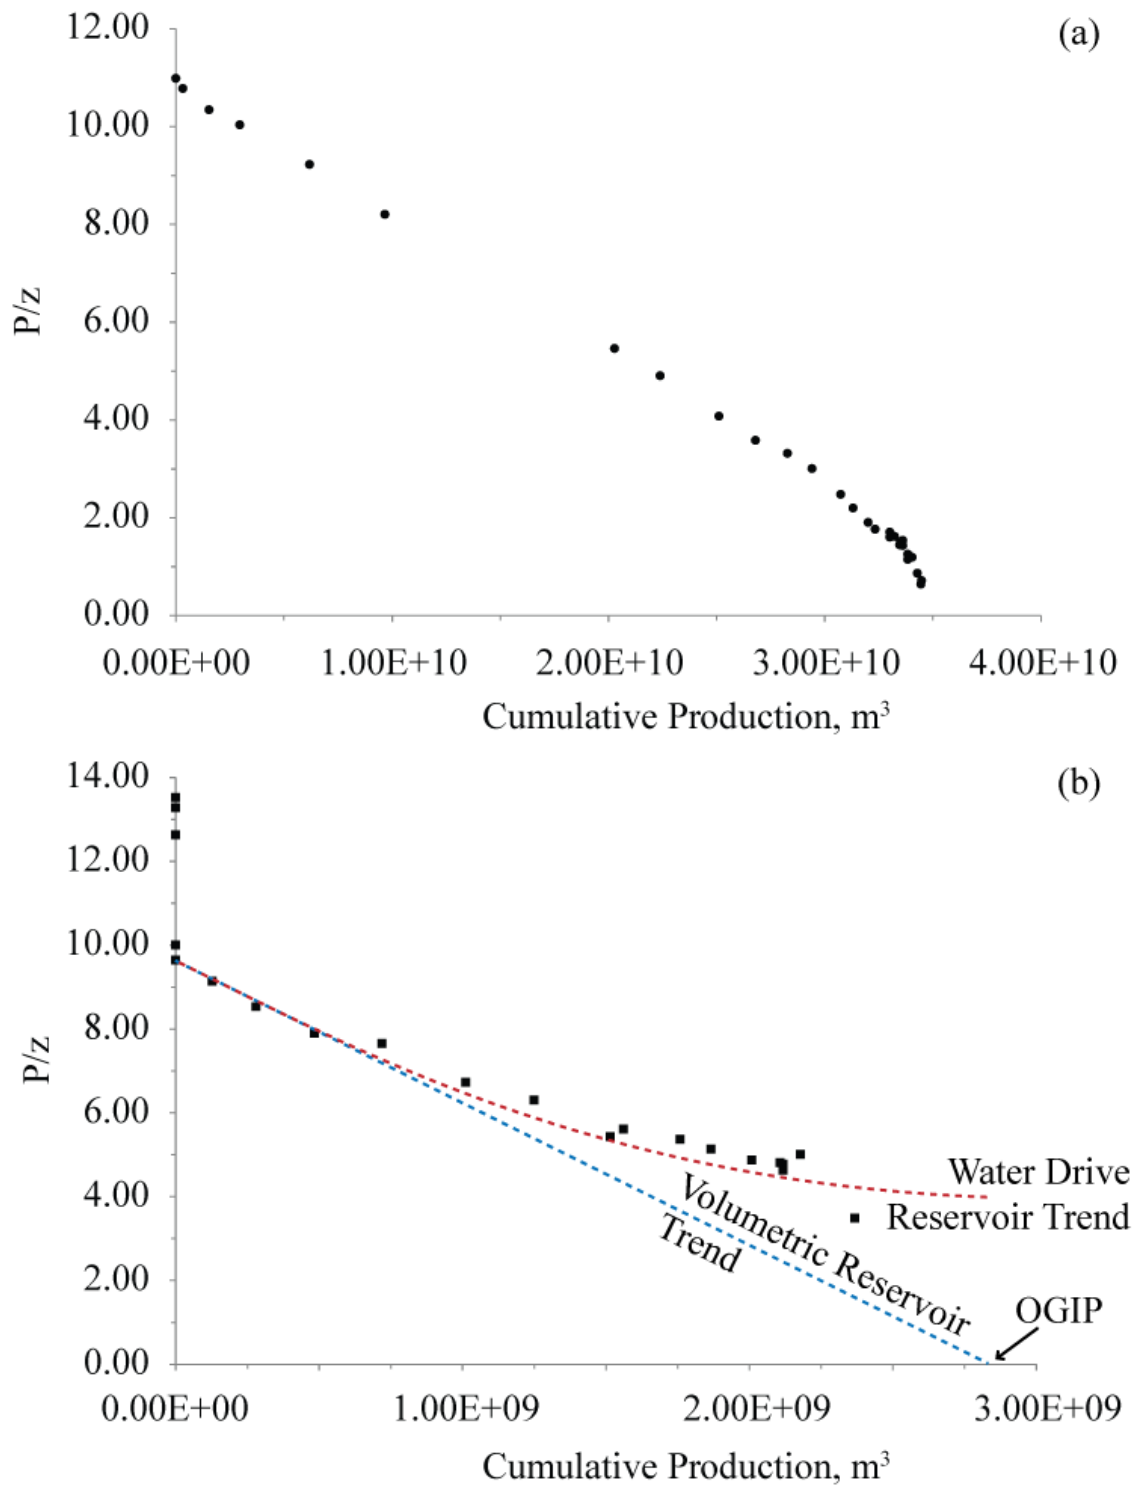 (a)
12.00
10.00
8.00
6.00
4.00
2.00
0.00
P/z
0.00E+00 1.00E+10 2.00E+10 3.00E+10 4.00E+10
Cumulative Production, m³
(b)
14.00
12.00
10.00
8.00
6.00
4.00
2.00
0.00
P/z
Water Drive
Reservoir Trend
Volumetric Reservoir
Trend
OGIP
0.00E+00 1.00E+09 2.00E+09 3.00E+09
Cumulative Production, m³